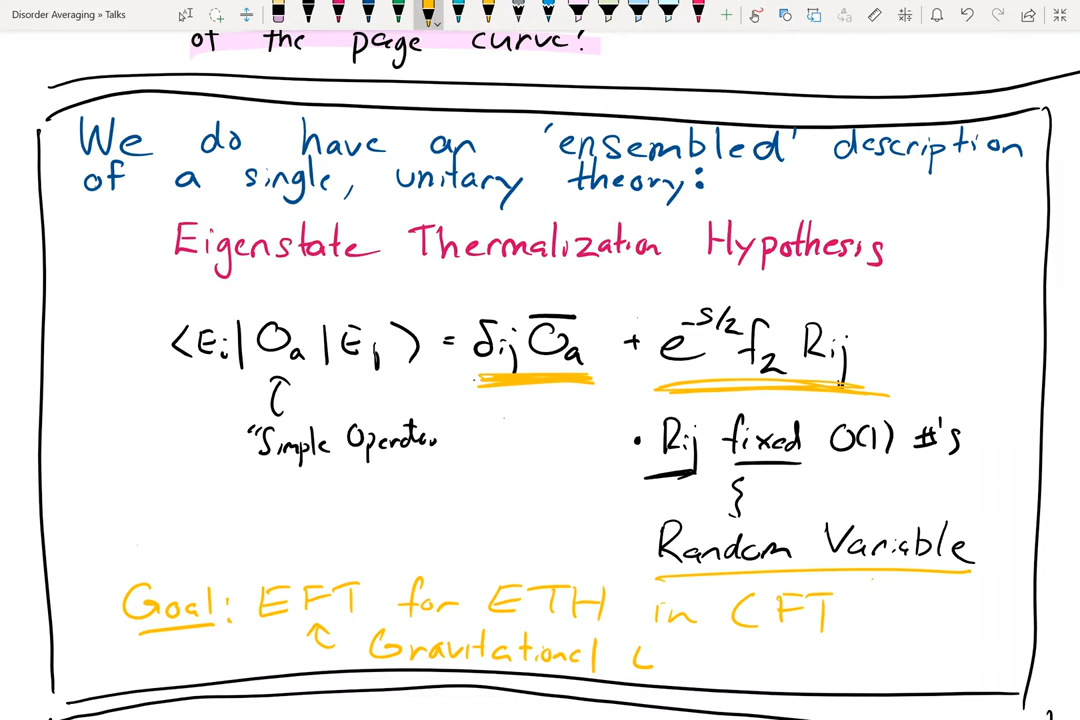 Disorder Averaging » Talks
of the page curve!
We do have an 'ensembled' description
of a single, unitary theory:
Eigenstate Thermalization Hypothesis
⟨Ei| Oa |Ej⟩ = δij O̅a + e^{-S/2} f2 Rij
"Simple Operator
• Rij fixed O(1) #'s
Random Variable
Goal: EFT for ETH in CFT
Gravitational